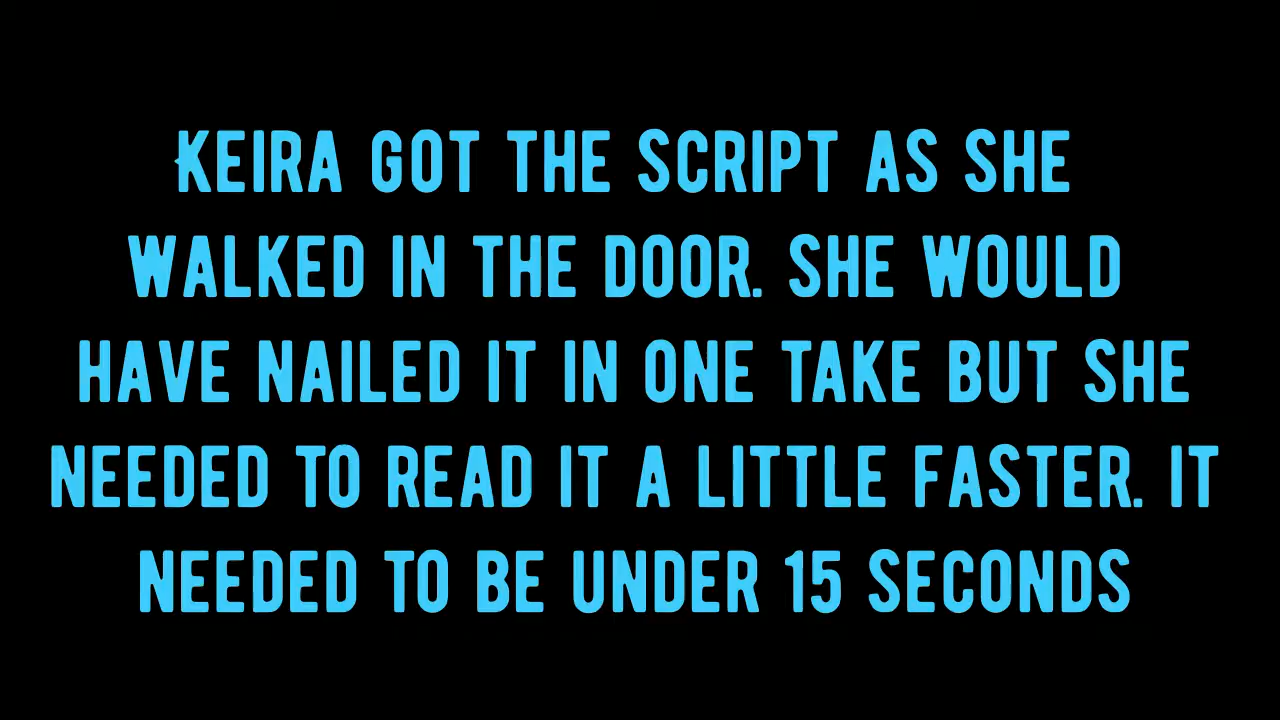 KEIRA GOT THE SCRIPT AS SHE
WALKED IN THE DOOR. SHE WOULD
HAVE NAILED IT IN ONE TAKE BUT SHE
NEEDED TO READ IT A LITTLE FASTER. IT
NEEDED TO BE UNDER 15 SECONDS